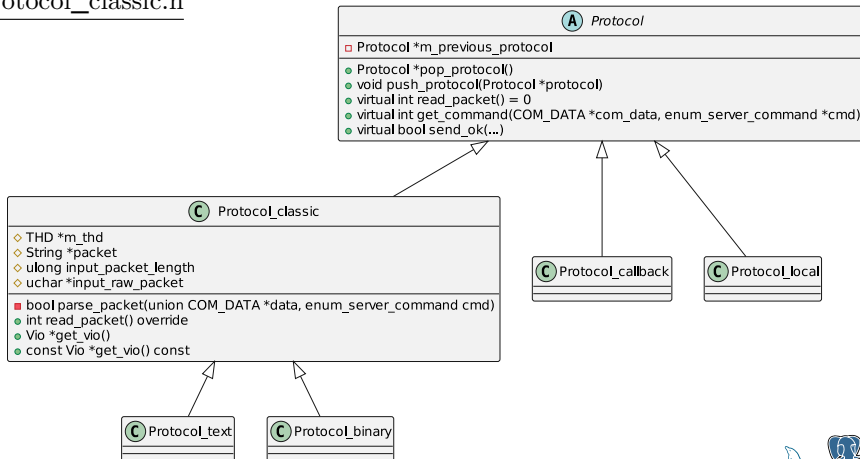 otocol_classic.h
A Protocol
Protocol *m_previous_protocol
Protocol *pop_protocol()
void push_protocol(Protocol *protocol)
virtual int read_packet() = 0
virtual int get_command(COM_DATA *com_data, enum_server_command *cmd)
virtual bool send_ok(...)
C Protocol_classic
THD *m_thd
String *packet
ulong input_packet_length
uchar *input_raw_packet
bool parse_packet(union COM_DATA *data, enum_server_command cmd)
int read_packet() override
Vio *get_vio()
const Vio *get_vio() const
C Protocol_callback
C Protocol_local
C Protocol_text
C Protocol_binary